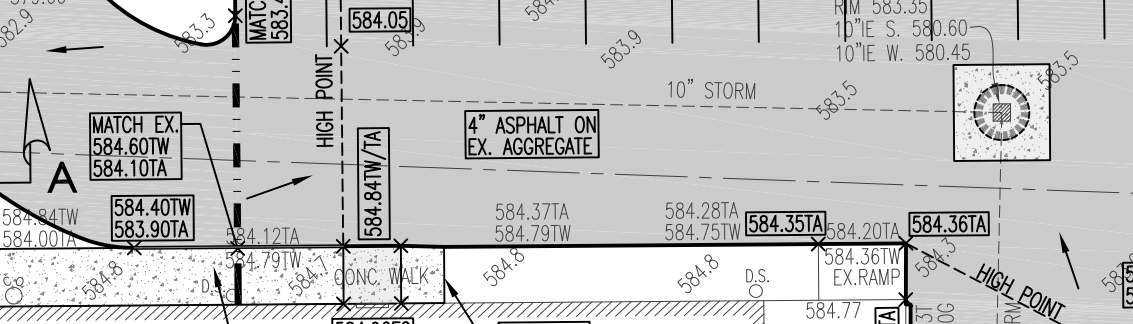 582.9
583.3
MATC
583.4
584.05
583.9
584.
583.9
RIM 583.35
10"IE S. 580.60
10"IE W. 580.45
583.5
583.5
10" STORM
HIGH POINT
MATCH EX.
584.60TW
584.10TA
A
584.84TW/TA
4" ASPHALT ON
EX. AGGREGATE
584.84TW
584.00TA
584.40TW
583.90TA
584.12TA
584.79TW
584.37TA
584.79TW
584.28TA
584.75TW
584.35TA
584.20TA
584.36TW
EX.RAMP
584.36TA
584.3
584.8
584.7
CONC. WALK
584.8
584.8
D.S.
HIGH POINT
584.77
TA